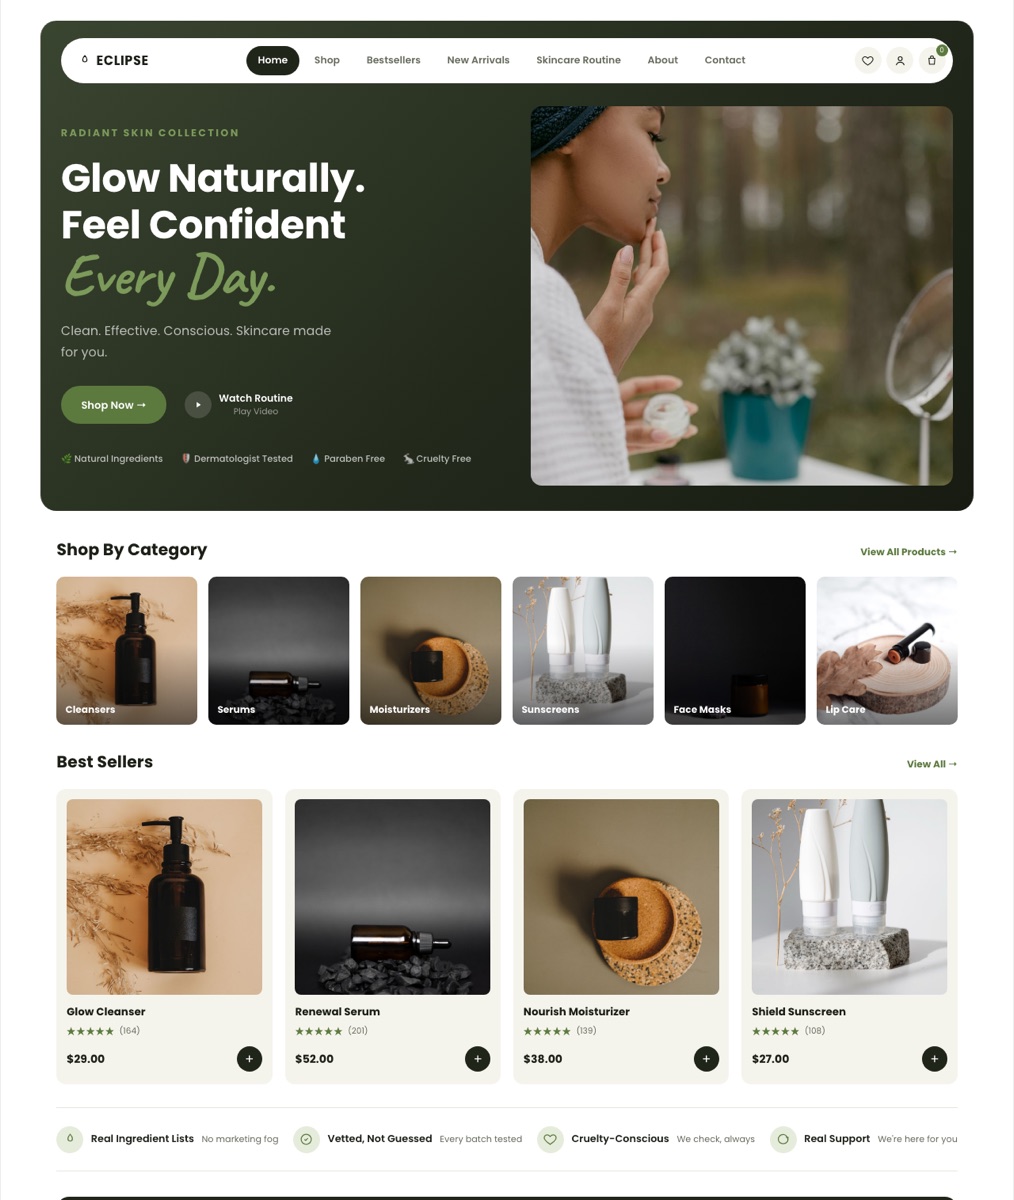 ECLIPSE
Home Shop Bestsellers New Arrivals Skincare Routine About Contact
0
RADIANT SKIN COLLECTION
Glow Naturally.
Feel Confident
Every Day.
Clean. Effective. Conscious. Skincare made
for you.
Shop Now →
Watch Routine
Play Video
Natural Ingredients Dermatologist Tested Paraben Free Cruelty Free
Shop By Category
View All Products →
Cleansers Serums Moisturizers Sunscreens Face Masks Lip Care
Best Sellers
View All →
Glow Cleanser Renewal Serum Nourish Moisturizer Shield Sunscreen
★★★★★ (164) ★★★★★ (201) ★★★★★ (139) ★★★★★ (108)
$29.00 + $52.00 + $38.00 + $27.00 +
Real Ingredient Lists No marketing fog Vetted, Not Guessed Every batch tested Cruelty-Conscious We check, always Real Support We're here for you